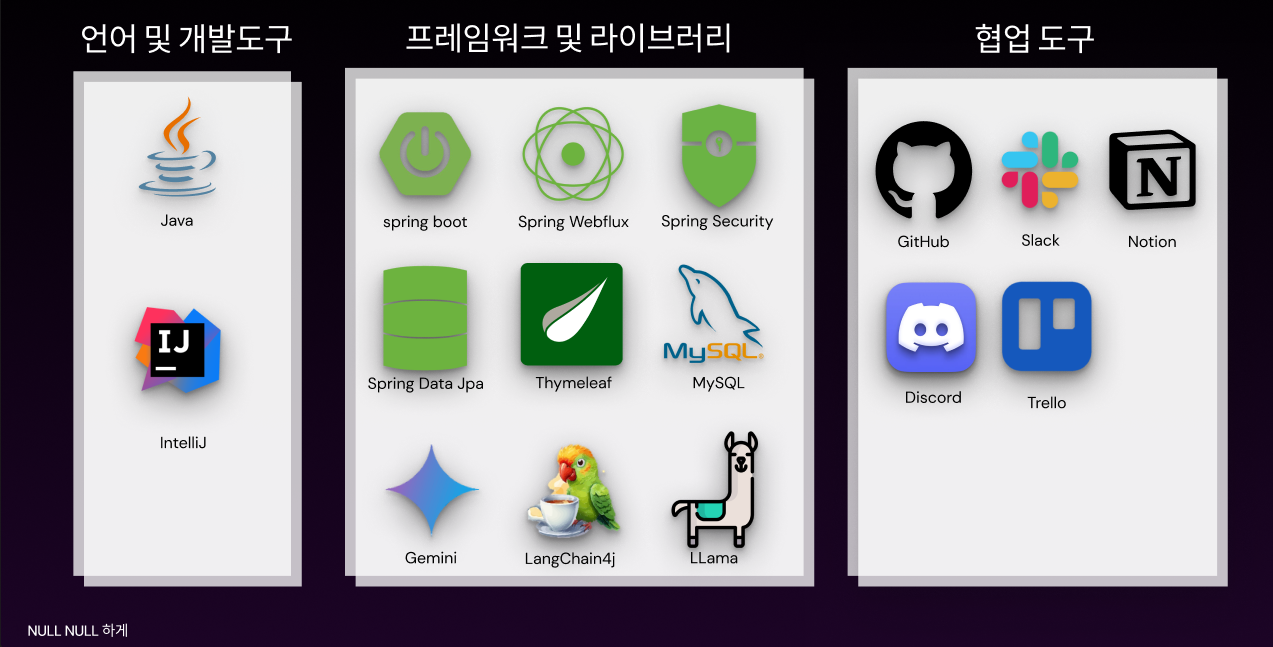 언어 및 개발도구
프레임워크 및 라이브러리
협업 도구
Java
IJ
IntelliJ
spring boot
Spring Webflux
Spring Security
Spring Data Jpa
Thymeleaf
MySQL®
MySQL
Gemini
LangChain4j
LLama
N
GitHub
Slack
Notion
Discord
Trello
NULL NULL 하게